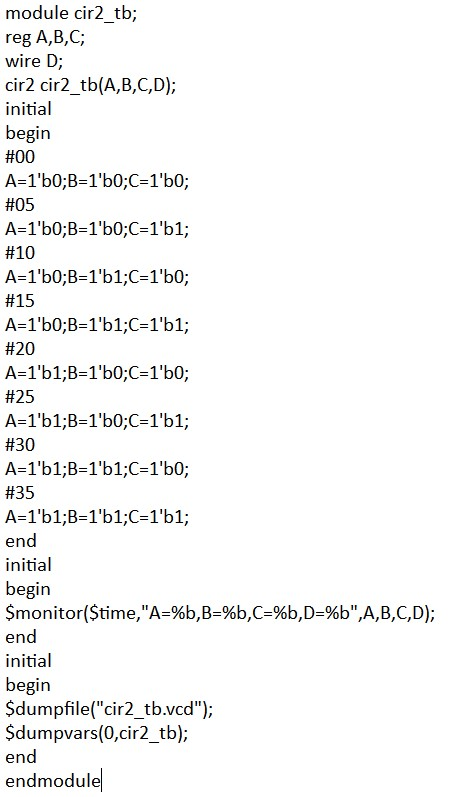 module cir2_tb;
reg A,B,C;
wire D;
cir2 cir2_tb(A,B,C,D);
initial
begin
#00
A=1'b0;B=1'b0;C=1'b0;
#05
A=1'b0;B=1'b0;C=1'b1;
#10
A=1'b0;B=1'b1;C=1'b0;
#15
A=1'b0;B=1'b1;C=1'b1;
#20
A=1'b1;B=1'b0;C=1'b0;
#25
A=1'b1;B=1'b0;C=1'b1;
#30
A=1'b1;B=1'b1;C=1'b0;
#35
A=1'b1;B=1'b1;C=1'b1;
end
initial
begin
$monitor($time,"A=%b,B=%b,C=%b,D=%b",A,B,C,D);
end
initial
begin
$dumpfile("cir2_tb.vcd");
$dumpvars(0,cir2_tb);
end
endmodule